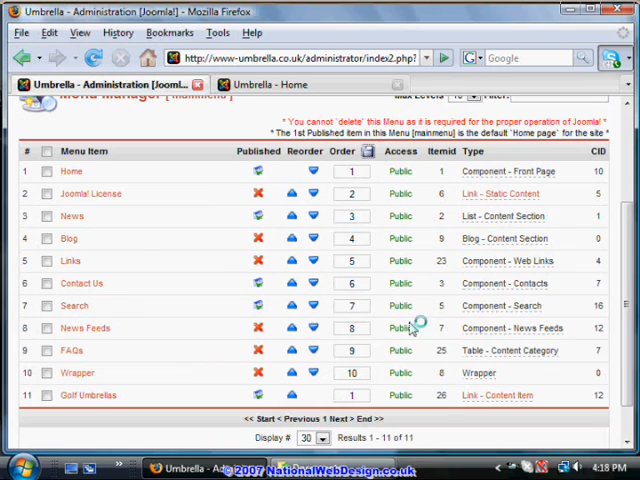 Umbrella - Administration [Joomla!] - Mozilla Firefox
File Edit View History Bookmarks Tools Help
http://www-umbrella.co.uk/administrator/index2.php? Google
Umbrella - Administration [Jooml... Umbrella - Home
Menu Manager [mainmenu] Max Levels 10 Filter:
* You cannot `delete` this Menu as it is required for the proper operation of Joomla! *
* The 1st Published item in this Menu [mainmenu] is the default `Home page` for the site *
# Menu Item Published Reorder Order Access Itemid Type CID
1 Home 1 Public 1 Component - Front Page 10
2 Joomla! License 2 Public 6 Link - Static Content 5
3 News 3 Public 2 List - Content Section 1
4 Blog 4 Public 9 Blog - Content Section 0
5 Links 5 Public 23 Component - Web Links 4
6 Contact Us 6 Public 3 Component - Contacts 7
7 Search 7 Public 5 Component - Search 16
8 News Feeds 8 Public 7 Component - News Feeds 12
9 FAQs 9 Public 25 Table - Content Category 7
10 Wrapper 10 Public 8 Wrapper 0
11 Golf Umbrellas 1 Public 26 Link - Content Item 12
<< Start < Previous 1 Next > End >>
Display # 30 Results 1 - 11 of 11
Umbrella - Ad
© 2007 NationalWebDesign.co.uk
4:18 PM